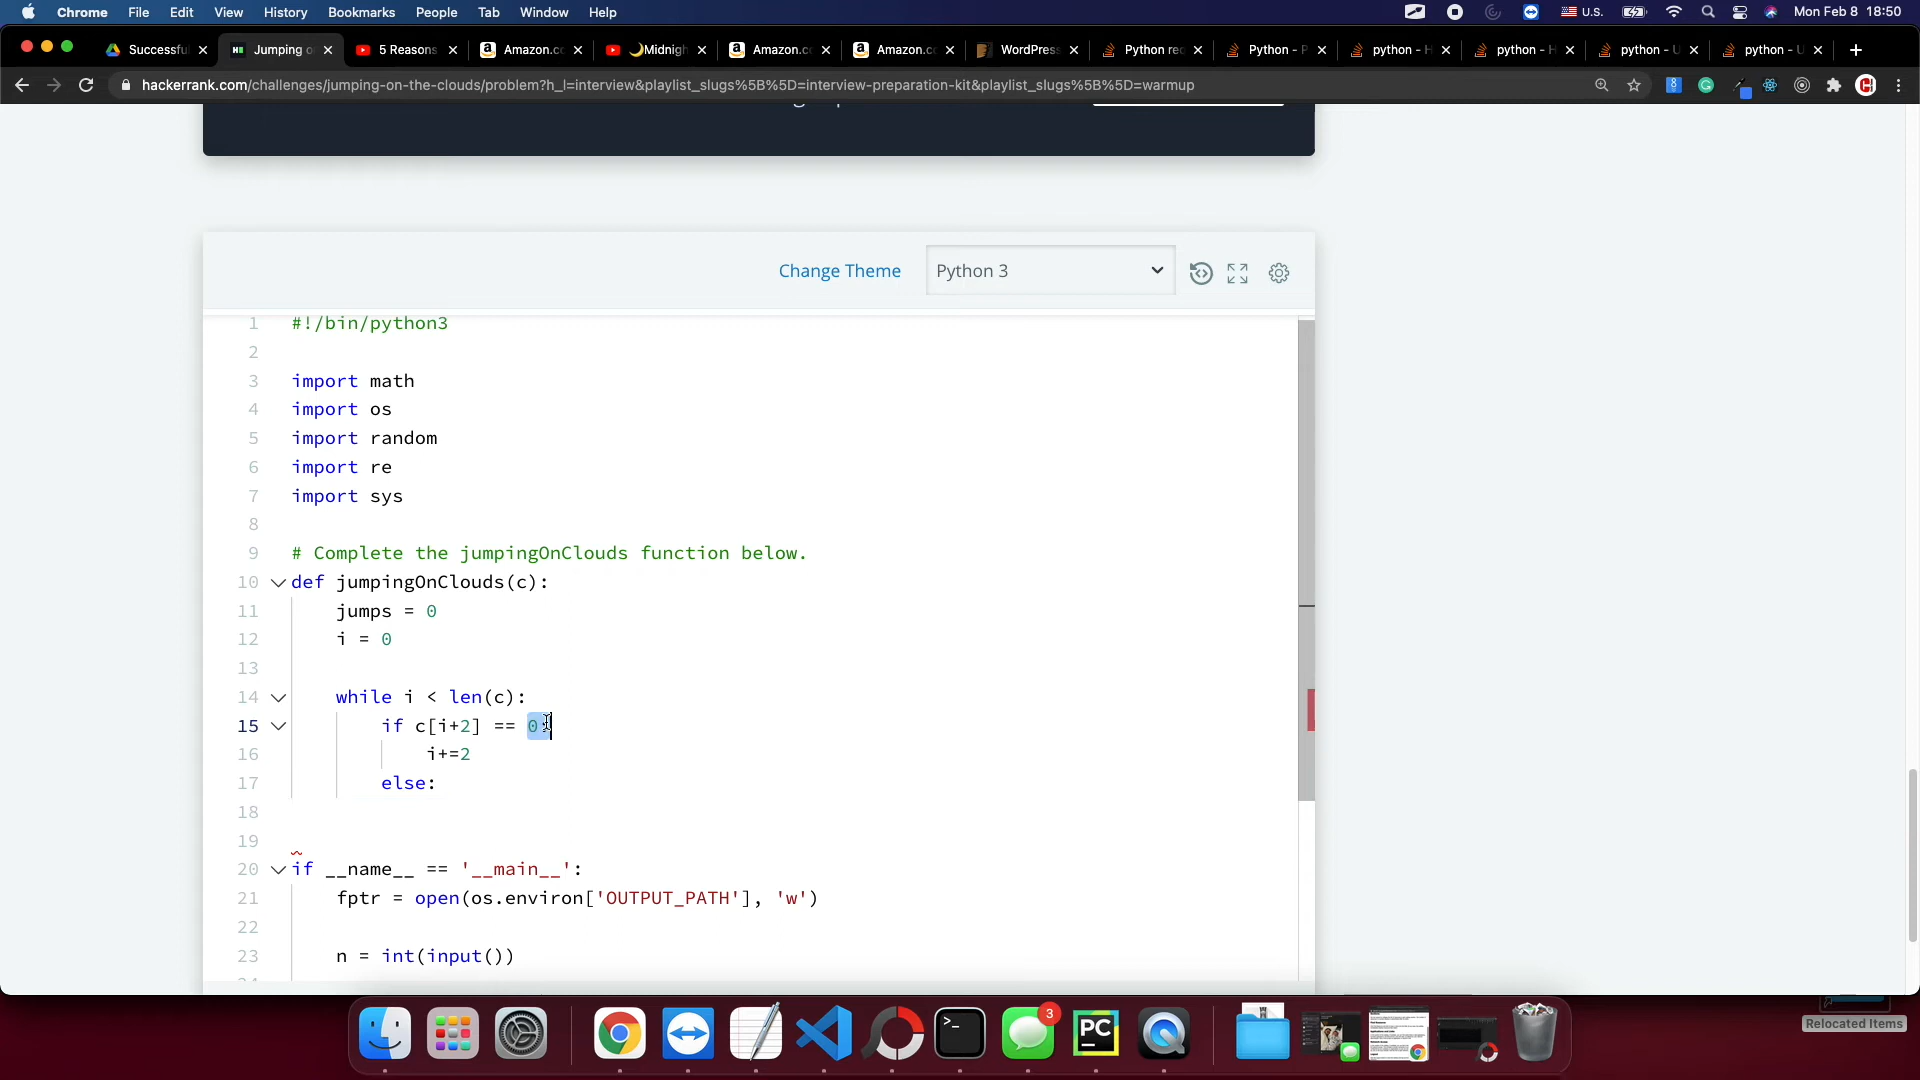 Chrome File Edit View History Bookmarks People Tab Window Help U.S. Mon Feb 8 18:50
Successfu Jumping o 5 Reasons Amazon.co 🌙Midnigh Amazon.co Amazon.co WordPress Python req Python - P python - H python - H python - U python - U
hackerrank.com/challenges/jumping-on-the-clouds/problem?h_l=interview&playlist_slugs%5B%5D=interview-preparation-kit&playlist_slugs%5B%5D=warmup
Change Theme Python 3
1 #!/bin/python3
2
3 import math
4 import os
5 import random
6 import re
7 import sys
8
9 # Complete the jumpingOnClouds function below.
10 def jumpingOnClouds(c):
11 jumps = 0
12 i = 0
13
14 while i < len(c):
15 if c[i+2] == 0:
16 i+=2
17 else:
18
19
20 if __name__ == '__main__':
21 fptr = open(os.environ['OUTPUT_PATH'], 'w')
22
23 n = int(input())
3
PC
Relocated Items